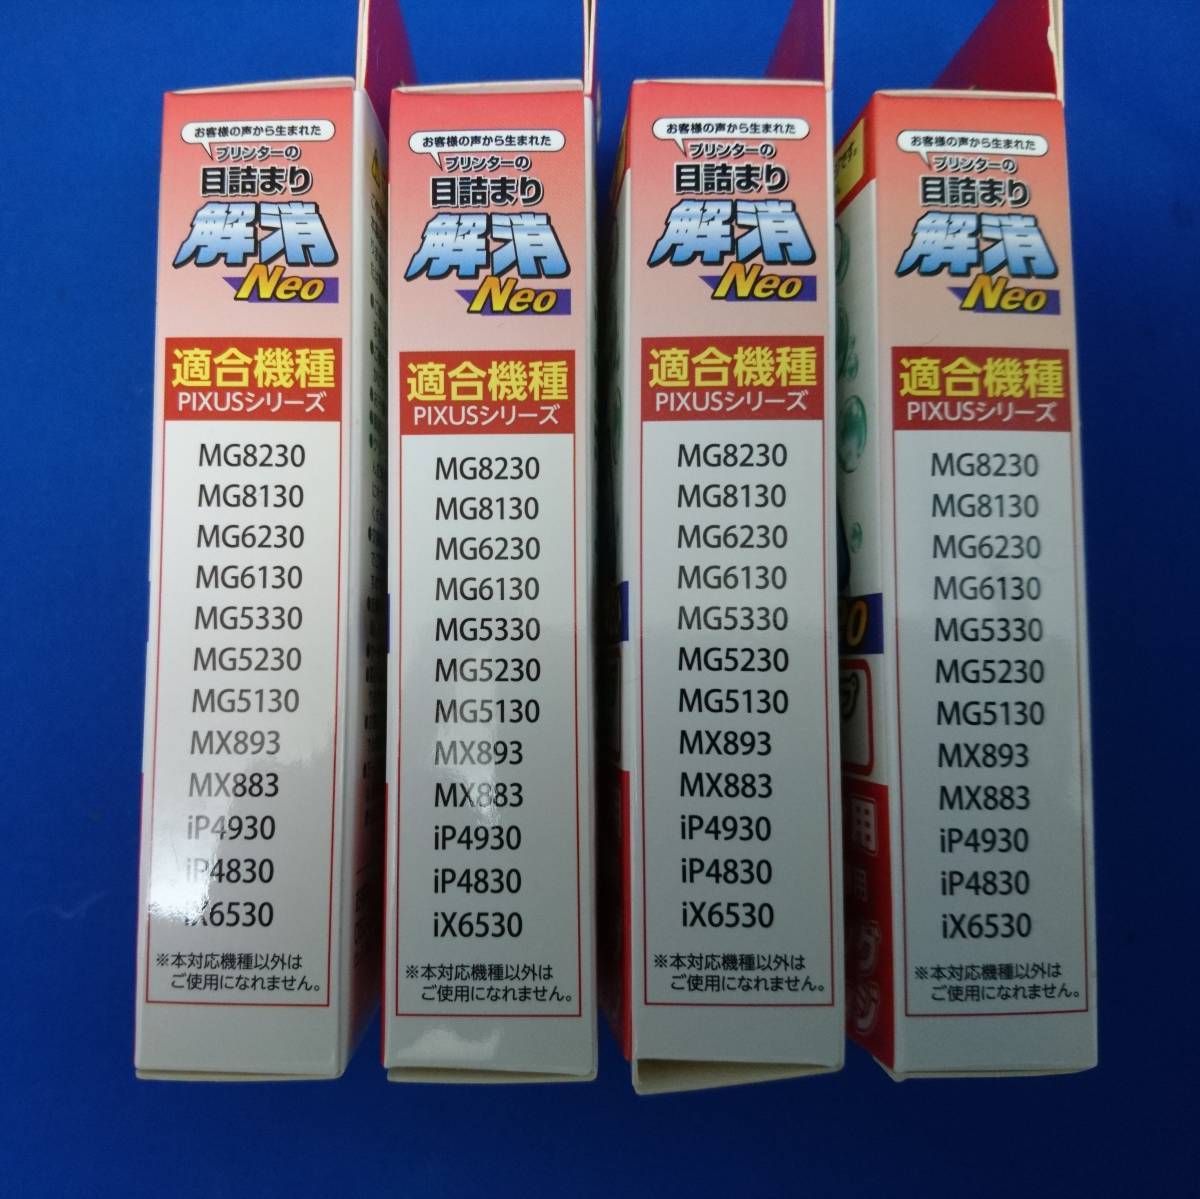 お客様の声から生まれた
プリンターの
目詰まり
解消
Neo
適合機種
PIXUSシリーズ
MG8230
MG8130
MG6230
MG6130
MG5330
MG5230
MG5130
MX893
MX883
iP4930
iP4830
iX6530
※本対応機種以外は
ご使用になれません。
お客様の声から生まれた
プリンターの
目詰まり
解消
Neo
適合機種
PIXUSシリーズ
MG8230
MG8130
MG6230
MG6130
MG5330
MG5230
MG5130
MX893
MX883
iP4930
iP4830
iX6530
※本対応機種以外は
ご使用になれません。
お客様の声から生まれた
プリンターの
目詰まり
解消
Neo
適合機種
PIXUSシリーズ
MG8230
MG8130
MG6230
MG6130
MG5330
MG5230
MG5130
MX893
MX883
iP4930
iP4830
iX6530
※本対応機種以外は
ご使用になれません。
です。
用
用
お客様の声から生まれた
プリンターの
目詰まり
解消
Neo
適合機種
PIXUSシリーズ
MG8230
MG8130
MG6230
MG6130
MG5330
MG5230
MG5130
MX893
MX883
iP4930
iP4830
iX6530
※本対応機種以外は
ご使用になれません。